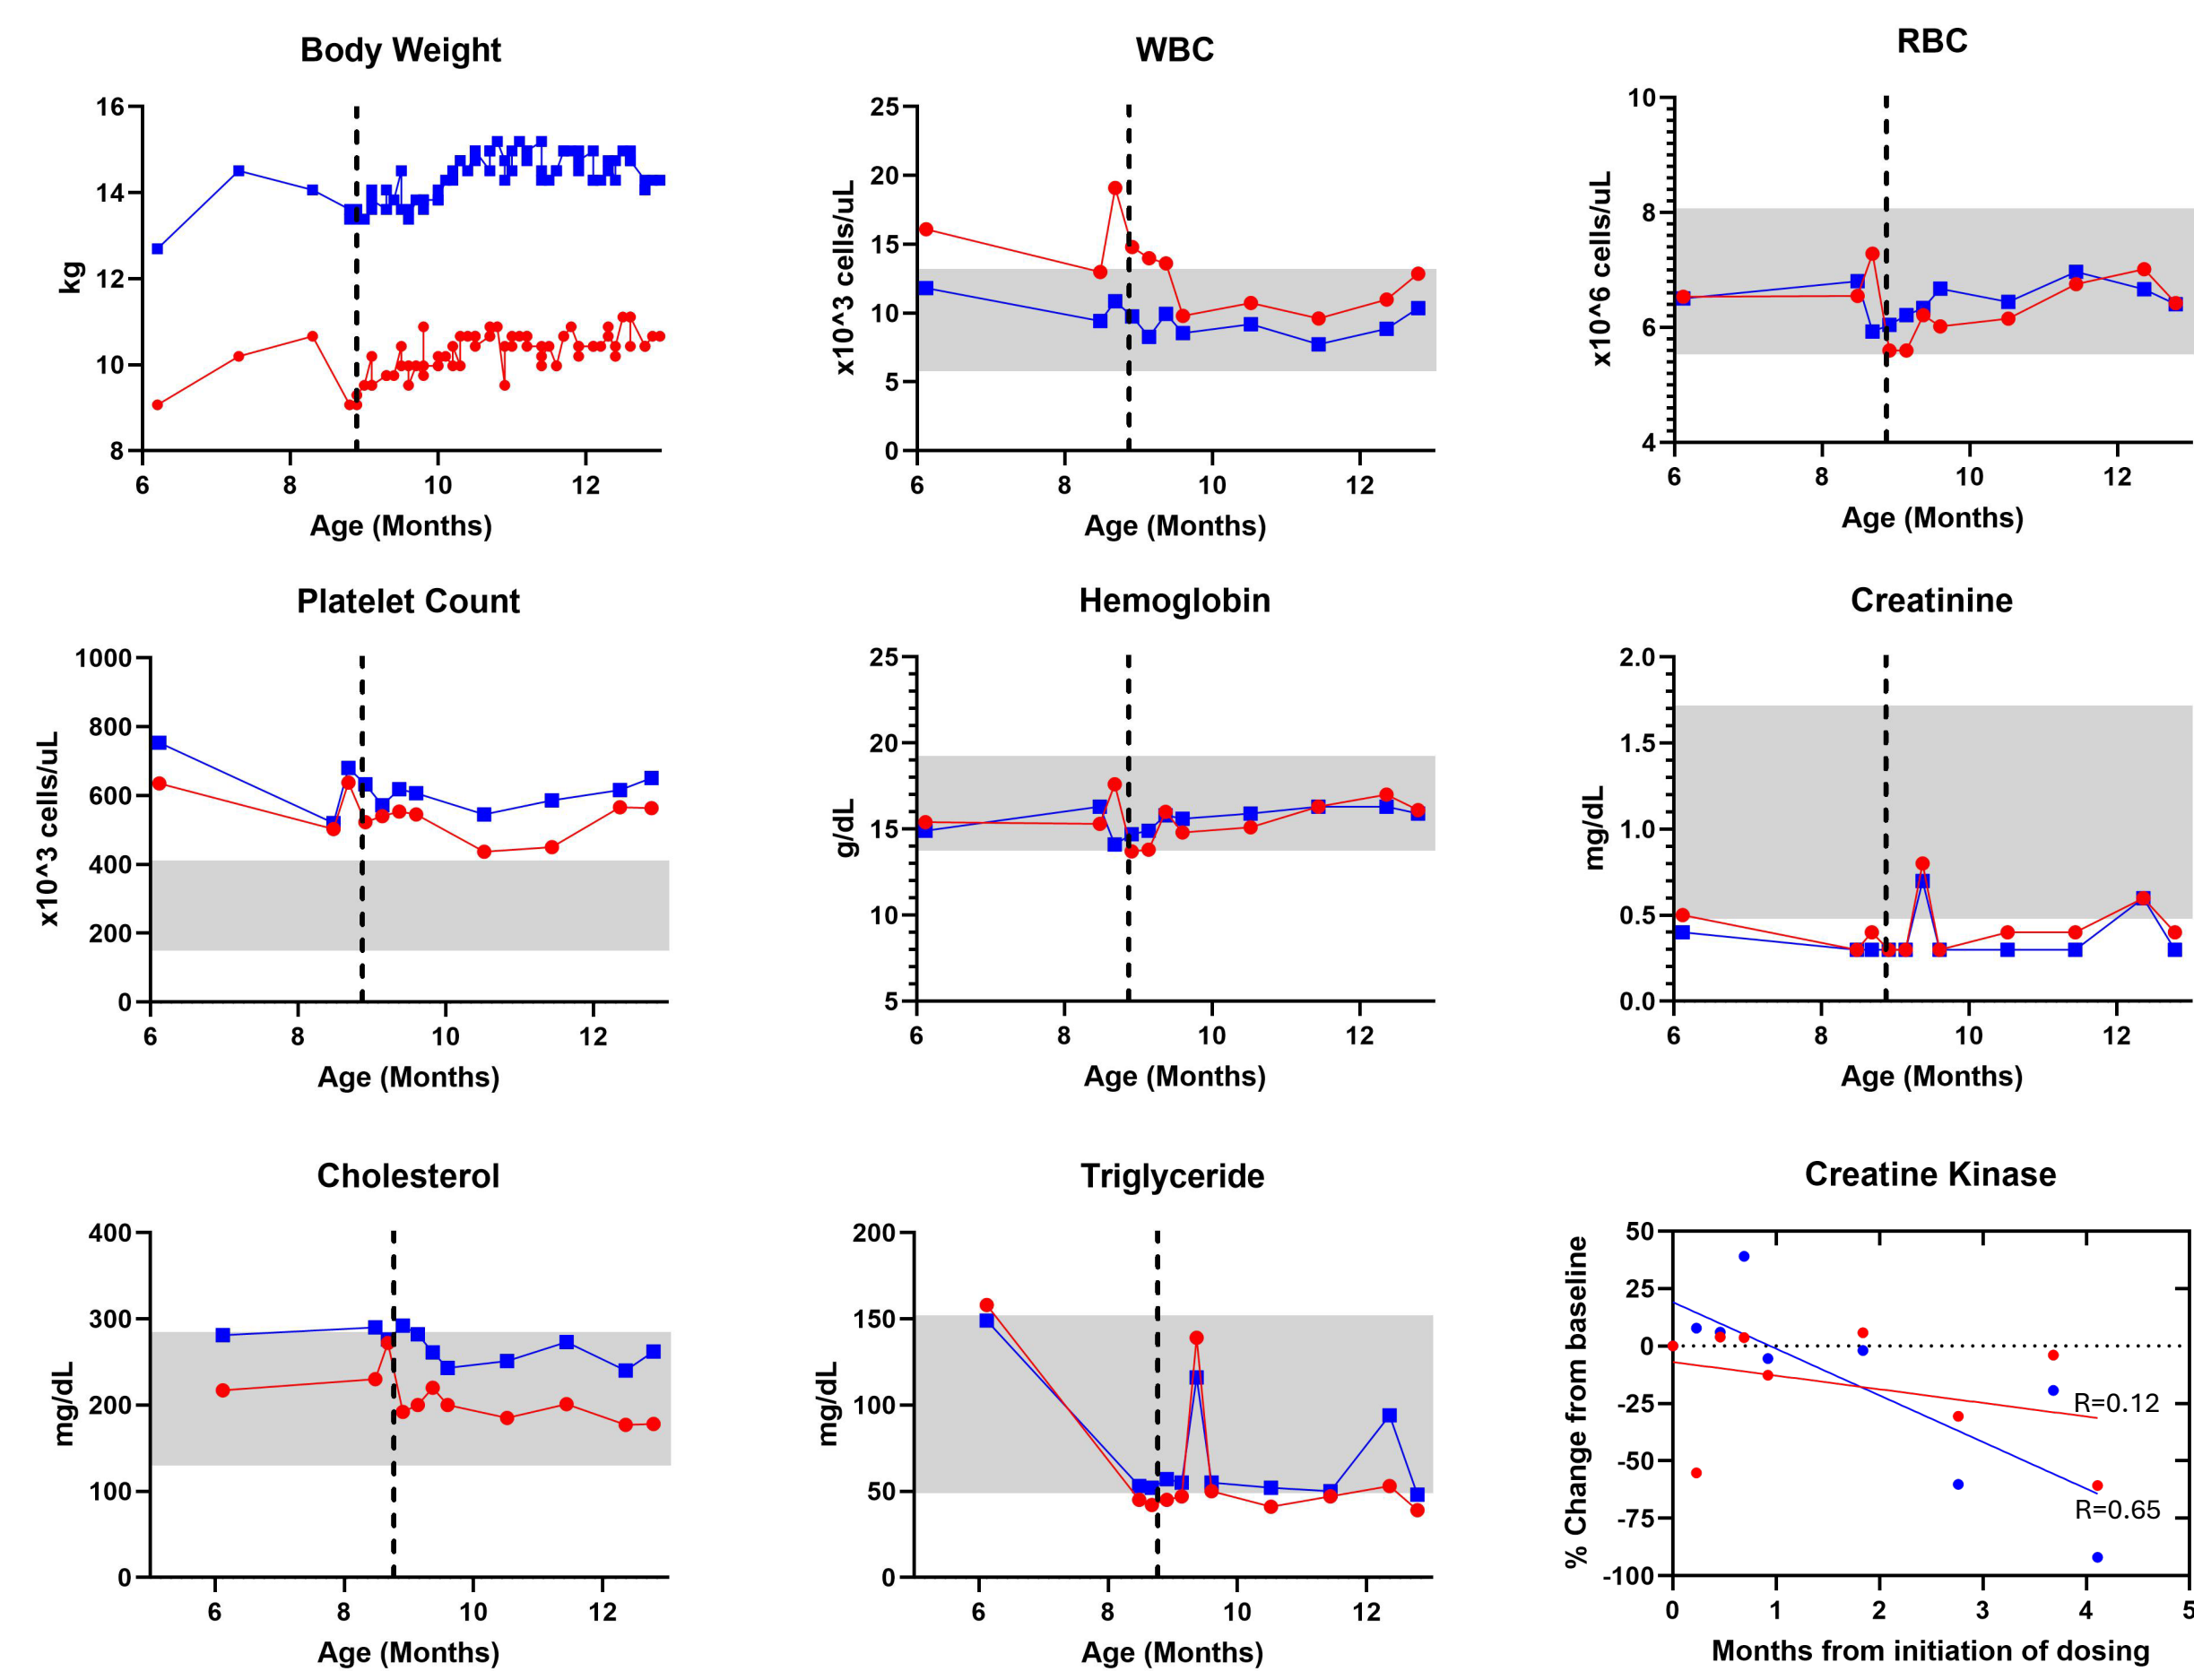 Body Weight
16
14
12
10
8
kg
6 8 10 12
Age (Months)
WBC
25
20
15
10
5
0
x10^3 cells/uL
6 8 10 12
Age (Months)
RBC
10
8
6
4
x10^6 cells/uL
6 8 10 12
Age (Months)
Platelet Count
1000
800
600
400
200
0
x10^3 cells/uL
6 8 10 12
Age (Months)
Hemoglobin
25
20
15
10
5
g/dL
6 8 10 12
Age (Months)
Creatinine
2.0
1.5
1.0
0.5
0.0
mg/dL
6 8 10 12
Age (Months)
Cholesterol
400
300
200
100
0
mg/dL
6 8 10 12
Age (Months)
Triglyceride
200
150
100
50
0
mg/dL
6 8 10 12
Age (Months)
Creatine Kinase
50
25
0
-25
-50
-75
-100
% Change from baseline
R=0.12
R=0.65
0 1 2 3 4 5
Months from initiation of dosing